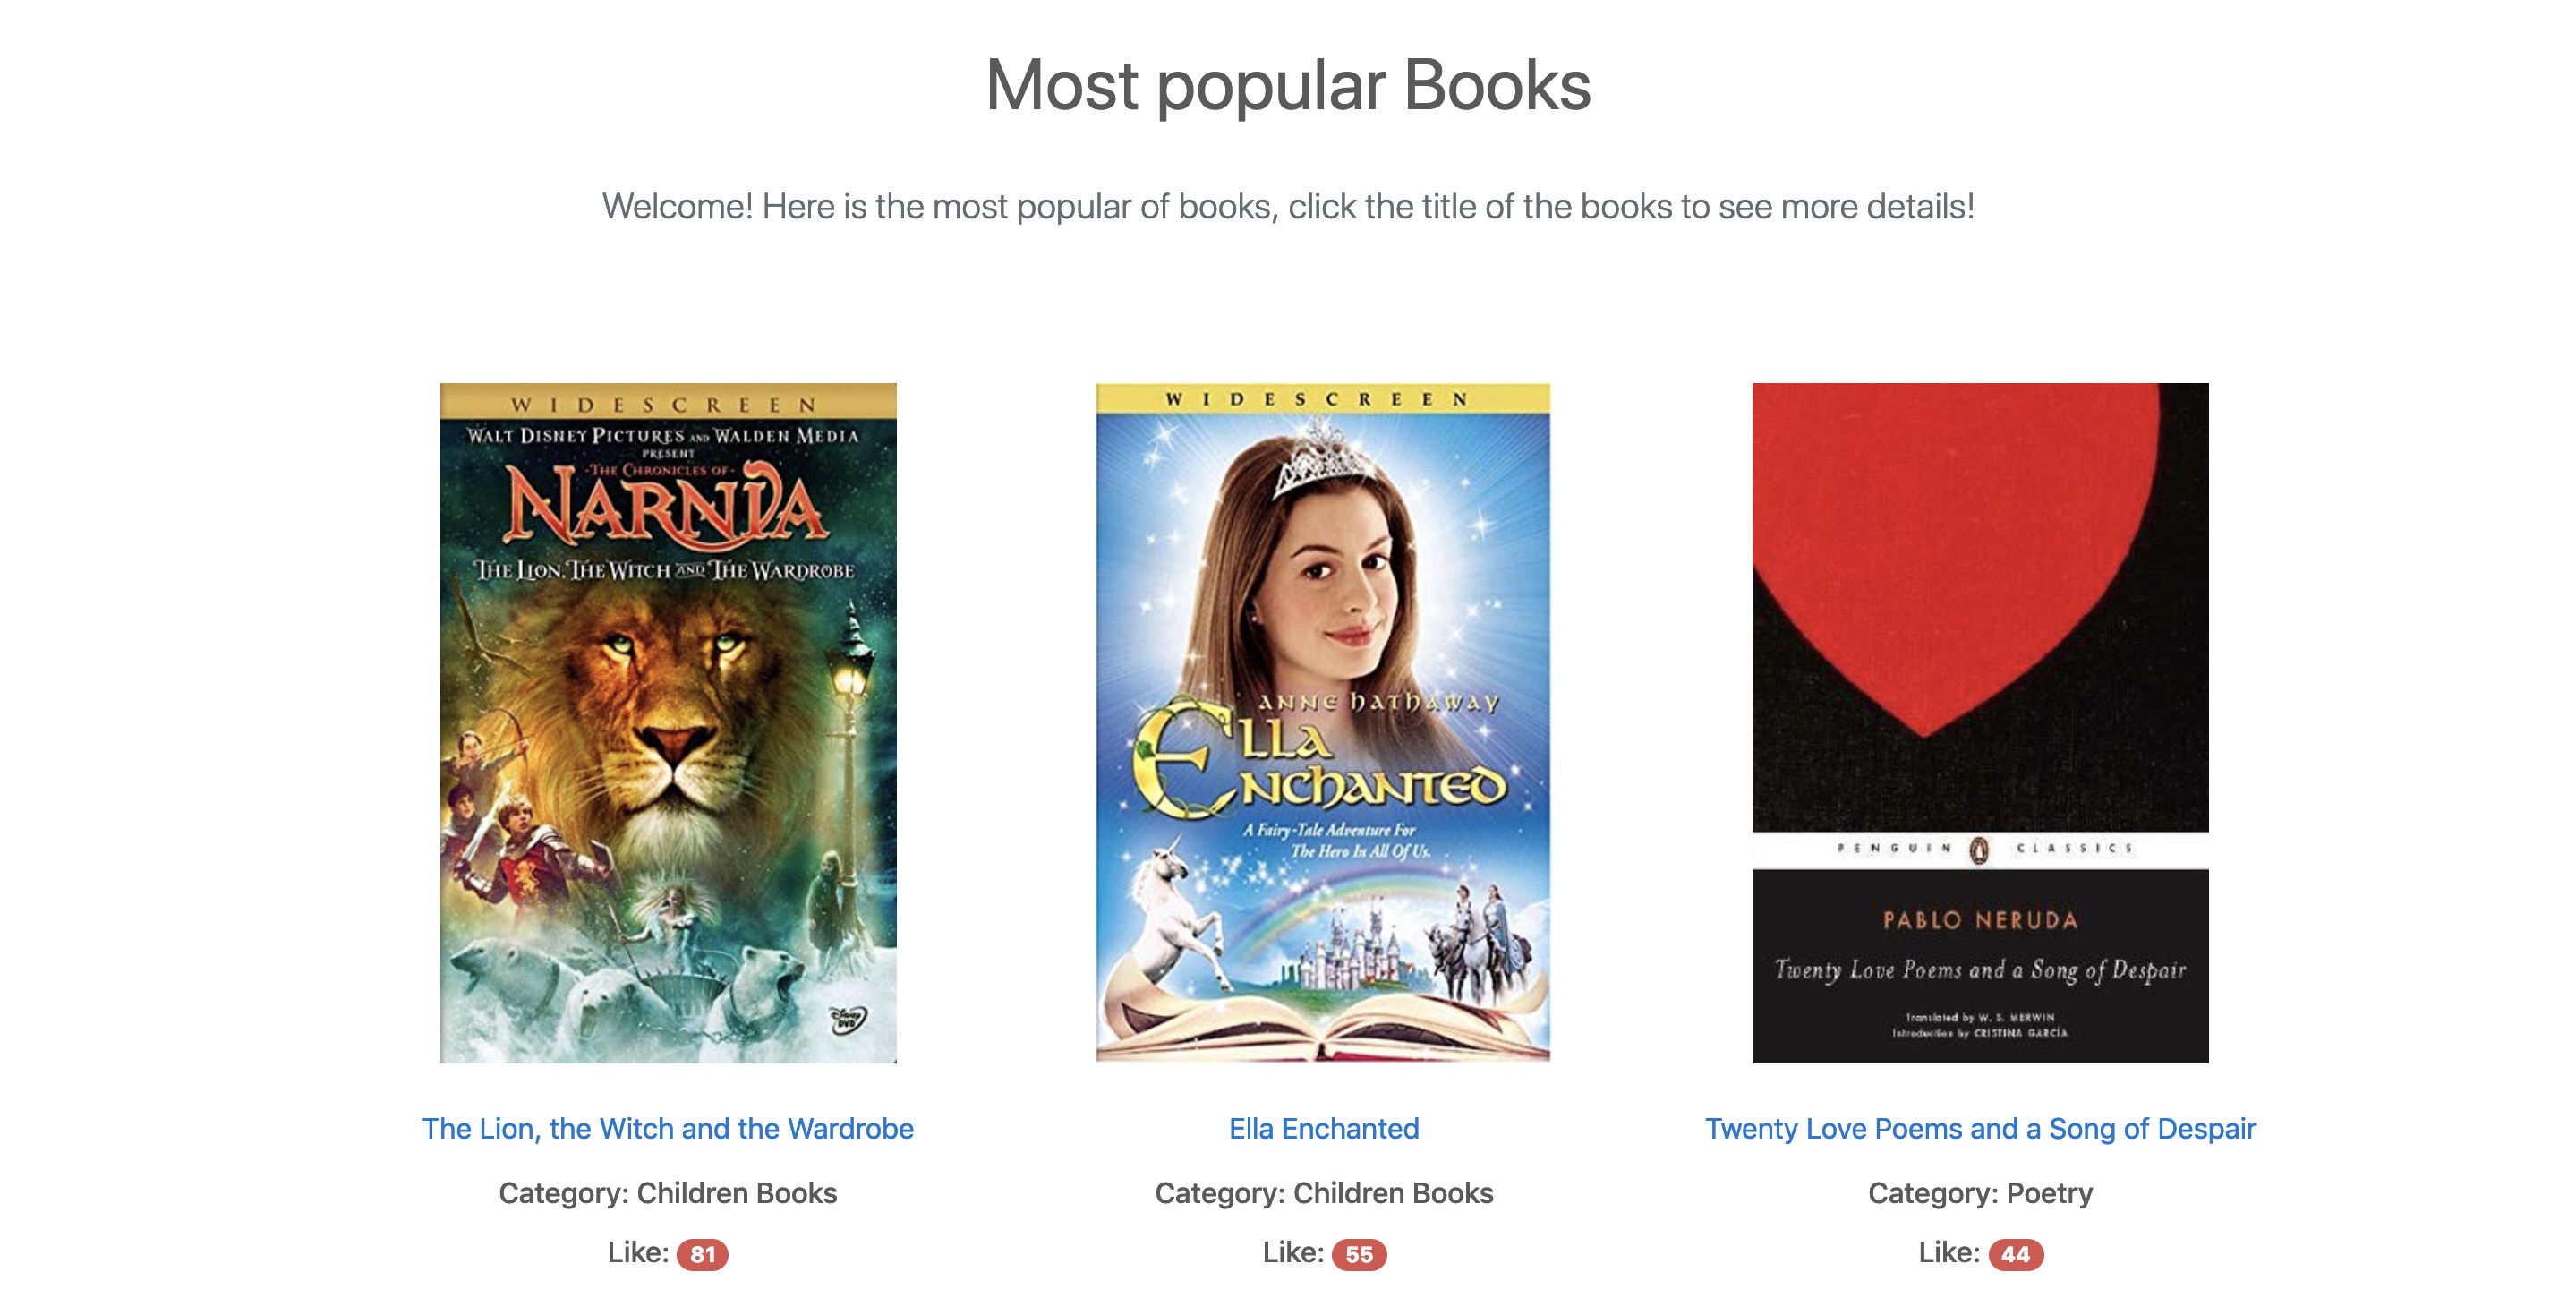 Most popular Books
Welcome! Here is the most popular of books, click the title of the books to see more details!
WIDESCREEN
WALT DISNEY PICTURES AND WALDEN MEDIA
PRESENT
-THE CHRONICLES OF-
NARNIA
THE LION, THE WITCH AND THE WARDROBE
Disney
DVD
WIDESCREEN
ANNE HATHAWAY
ELLA
ENCHANTED
A Fairy-Tale Adventure For
The Hero In All Of Us.
PENGUIN CLASSICS
PABLO NERUDA
Twenty Love Poems and a Song of Despair
Translated by W. S. MERWIN
Introduction by CRISTINA GARCÍA
The Lion, the Witch and the Wardrobe
Category: Children Books
Like: 81
Ella Enchanted
Category: Children Books
Like: 55
Twenty Love Poems and a Song of Despair
Category: Poetry
Like: 44